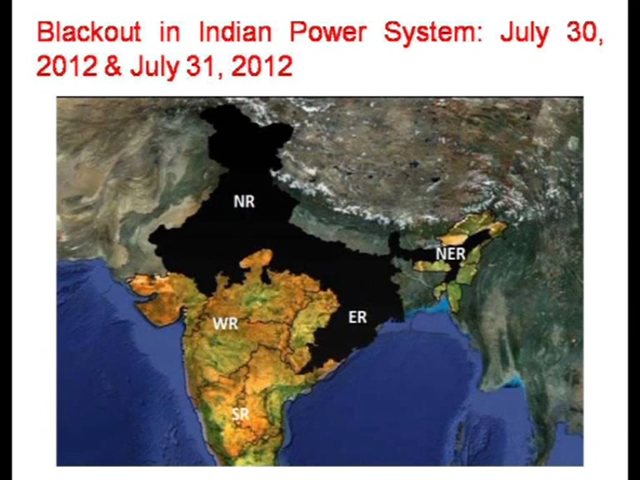 Blackout in Indian Power System: July 30,
2012 & July 31, 2012
NR
NER
WR
ER
SR